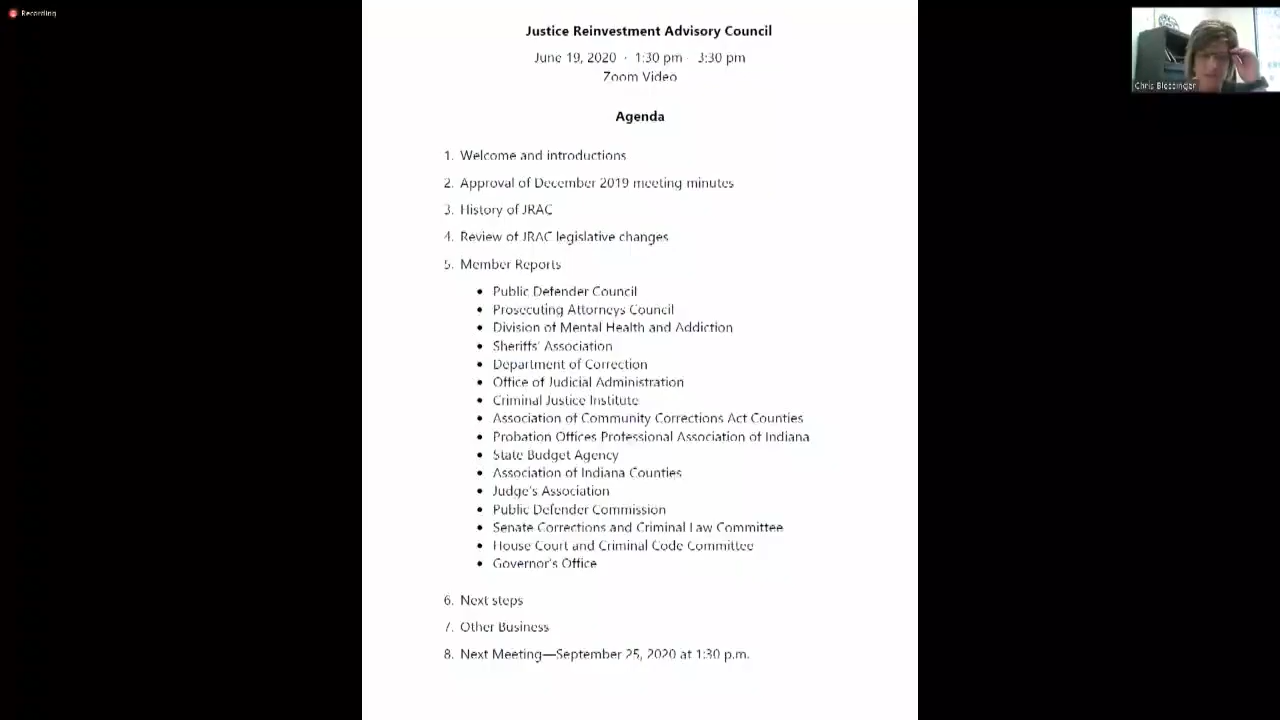 Recording
Justice Reinvestment Advisory Council
June 19, 2020 · 1:30 pm - 3:30 pm
Zoom Video
Chris Blessinger
Agenda
1. Welcome and introductions
2. Approval of December 2019 meeting minutes
3. History of JRAC
4. Review of JRAC legislative changes
5. Member Reports
• Public Defender Council
• Prosecuting Attorneys Council
• Division of Mental Health and Addiction
• Sheriffs' Association
• Department of Correction
• Office of Judicial Administration
• Criminal Justice Institute
• Association of Community Corrections Act Counties
• Probation Offices Professional Association of Indiana
• State Budget Agency
• Association of Indiana Counties
• Judge's Association
• Public Defender Commission
• Senate Corrections and Criminal Law Committee
• House Court and Criminal Code Committee
• Governor's Office
6. Next steps
7. Other Business
8. Next Meeting—September 25, 2020 at 1:30 p.m.